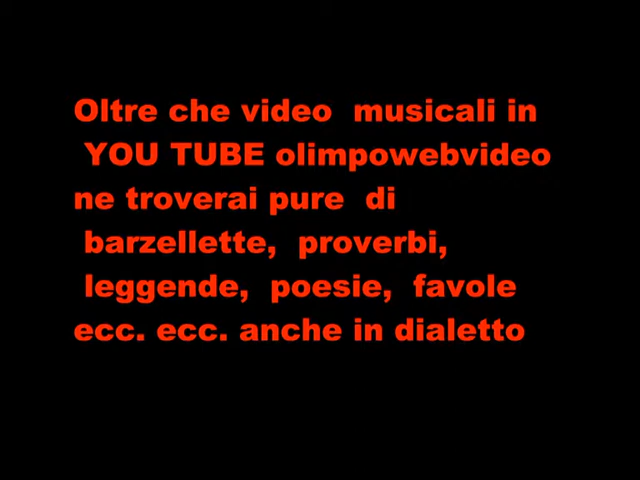 Oltre che video musicali in
YOU TUBE olimpowebvideo
ne troverai pure di
barzellette, proverbi,
leggende, poesie, favole
ecc. ecc. anche in dialetto